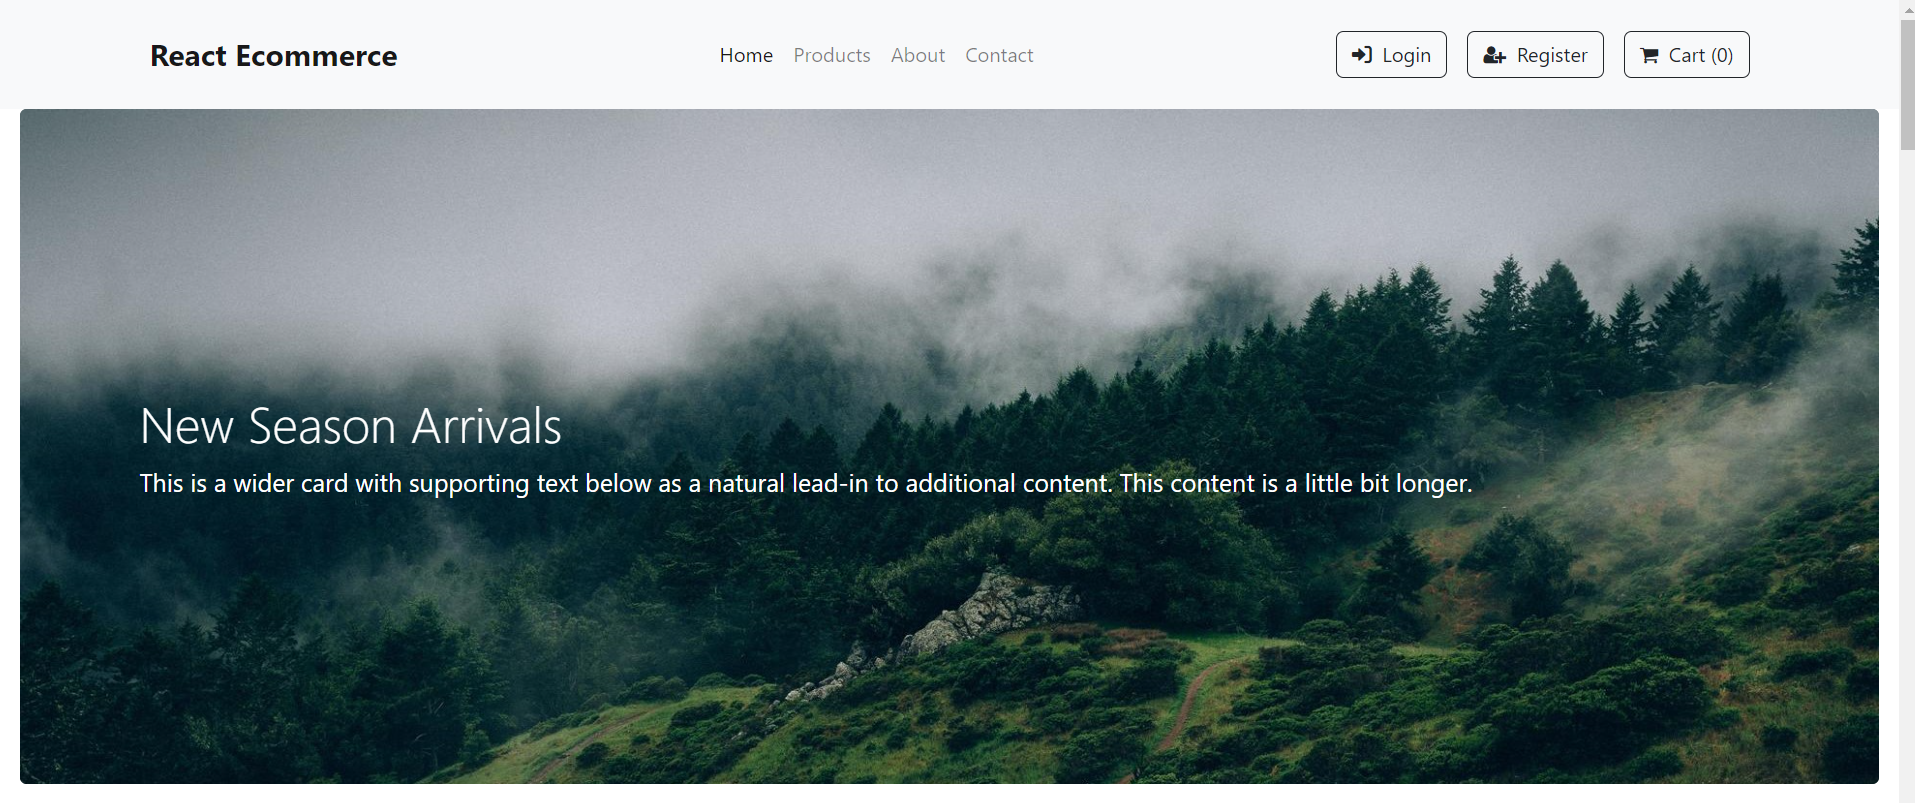 React Ecommerce
Home Products About Contact
Login Register Cart (0)
New Season Arrivals
This is a wider card with supporting text below as a natural lead-in to additional content. This content is a little bit longer.